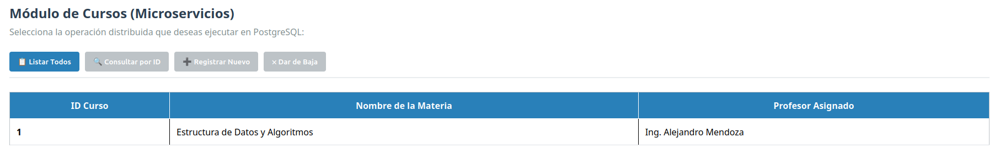 Módulo de Cursos (Microservicios)
Selecciona la operación distribuida que deseas ejecutar en PostgreSQL:
📋 Listar Todos 🔍 Consultar por ID ➕ Registrar Nuevo × Dar de Baja
ID Curso Nombre de la Materia Profesor Asignado
1 Estructura de Datos y Algoritmos Ing. Alejandro Mendoza